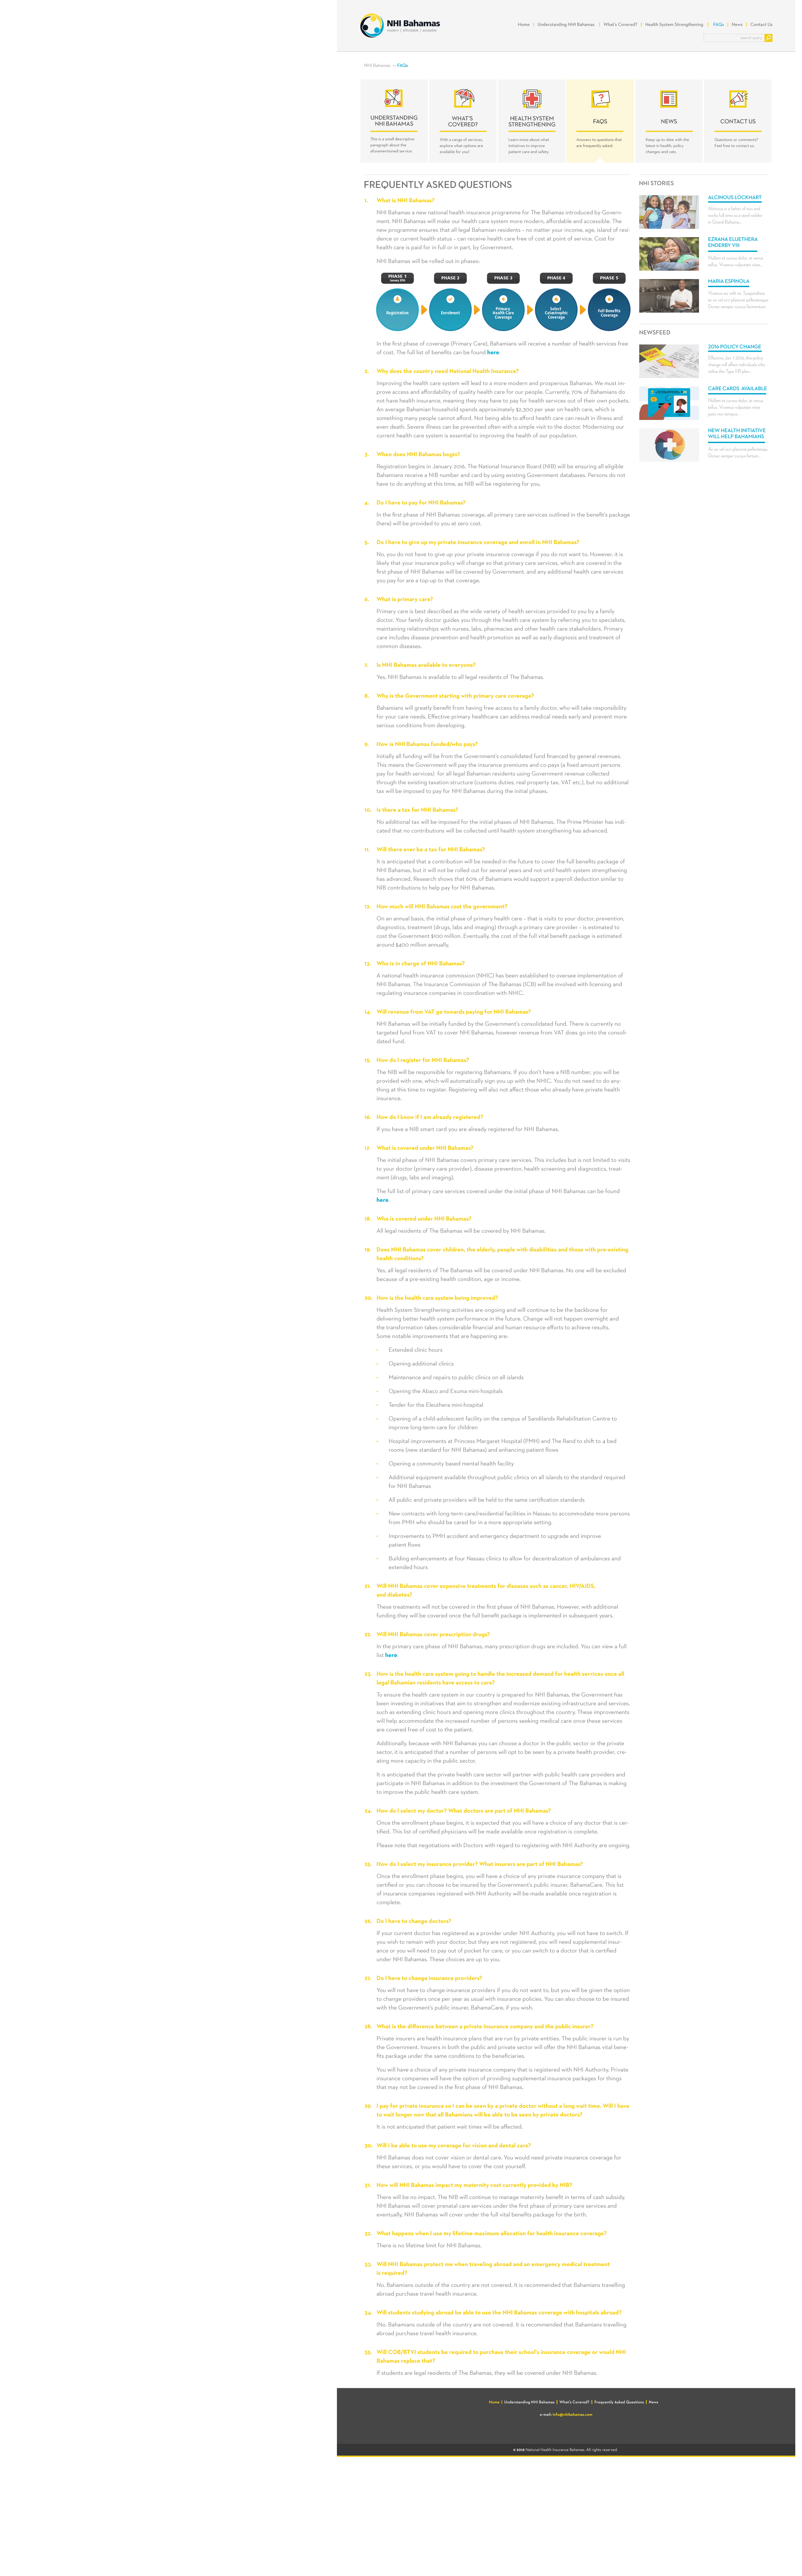 NHI Bahamas
modern | affordable | accessible
Home | Understanding NHI Bahamas | What's Covered? | Health System Strengthening | FAQs | News | Contact Us
search query
NHI Bahamas >> FAQs
UNDERSTANDING
NHI BAHAMAS
This is a small descriptive
paragraph about the
aforementioned service.
WHAT'S
COVERED?
With a range of services,
explore what options are
available for you!
HEALTH SYSTEM
STRENGTHENING
Learn more about what
initiatives to improve
patient care and safety.
FAQS
Answers to questions that
are frequently asked.
NEWS
Keep up to date with the
latest in health, policy
changes and care.
CONTACT US
Questions or comments?
Feel free to contact us.
FREQUENTLY ASKED QUESTIONS
1. What is NHI Bahamas?
NHI Bahamas a new national health insurance programme for The Bahamas introduced by Govern-
ment. NHI Bahamas will make our health care system more modern, affordable and accessible. The
new programme ensures that all legal Bahamian residents – no matter your income, age, island of resi-
dence or current health status – can receive health care free of cost at point of service. Cost for
health care is paid for in full or in part, by Government.
NHI Bahamas will be rolled out in phases:
PHASE 1
January 2016
PHASE 2
PHASE 3
PHASE 4
PHASE 5
Registration
Enrolment
Primary
Health Care
Coverage
Select
Catastrophic
Coverage
Full Benefits
Coverage
In the first phase of coverage (Primary Care), Bahamians will receive a number of health services free
of cost. The full list of benefits can be found here.
2. Why does the country need National Health Insurance?
Improving the health care system will lead to a more modern and prosperous Bahamas. We must im-
prove access and affordability of quality health care for our people. Currently, 70% of Bahamians do
not have health insurance, meaning they may have to pay for health services out of their own pockets.
An average Bahamian household spends approximately $2,300 per year on health care, which is
something many people cannot afford. Not being able to afford health care can result in illness and
even death. Severe illness can be prevented with a visit to the doctor. Modernising our
current health care system is essential to improving the health of our population.
3. When does NHI Bahamas begin?
Registration begins in January 2016. The National Insurance Board (NIB) will be ensuring all eligible
Bahamians receive a NIB number and card by using existing Government databases. Persons do not
have to do anything at this time, as NIB will be registering for you.
4. Do I have to pay for NHI Bahamas?
In the first phase of NHI Bahamas coverage, all primary care services outlined in the benefit's package
(here) will be provided to you at zero cost.
5. Do I have to give up my private insurance coverage and enroll in NHI Bahamas?
No, you do not have to give up your private insurance coverage if you do not want to. However, it is
likely that your insurance policy will change so that primary care services, which are covered in the
first phase of NHI Bahamas will be covered by Government, and any additional health care services
you pay for are a top-up to that coverage.
6. What is primary care?
Primary care is best described as the wide variety of health services provided to you by a family
doctor. Your family doctor guides you through the health care system by referring you to specialists,
maintaining relationships with nurses, labs, pharmacies and other health care stakeholders. Primary
care includes disease prevention and health promotion as well as early diagnosis and treatment of
common diseases.
7. Is NHI Bahamas available to everyone?
Yes, NHI Bahamas is available to all legal residents of The Bahamas.
8. Why is the Government starting with primary care coverage?
Bahamians will greatly benefit from having free access to a family doctor, who will take responsibility
for your care needs. Effective primary healthcare can address medical needs early and prevent more
serious conditions from developing.
9. How is NHI Bahamas funded/who pays?
Initially all funding will be from the Government's consolidated fund financed by general revenues.
This means the Government will pay the insurance premiums and co-pays (a fixed amount persons
pay for health services) for all legal Bahamian residents using Government revenue collected
through the existing taxation structure (customs duties, real property tax, VAT etc.), but no additional
tax will be imposed to pay for NHI Bahamas during the initial phases.
10. Is there a tax for NHI Bahamas?
No additional tax will be imposed for the initial phases of NHI Bahamas. The Prime Minister has indi-
cated that no contributions will be collected until health system strengthening has advanced.
11. Will there ever be a tax for NHI Bahamas?
It is anticipated that a contribution will be needed in the future to cover the full benefits package of
NHI Bahamas, but it will not be rolled out for several years and not until health system strengthening
has advanced. Research shows that 60% of Bahamians would support a payroll deduction similar to
NIB contributions to help pay for NHI Bahamas.
12. How much will NHI Bahamas cost the government?
On an annual basis, the initial phase of primary health care – that is visits to your doctor, prevention,
diagnostics, treatment (drugs, labs and imaging) through a primary care provider – is estimated to
cost the Government $100 million. Eventually, the cost of the full vital benefit package is estimated
around $400 million annually.
13. Who is in charge of NHI Bahamas?
A national health insurance commission (NHIC) has been established to oversee implementation of
NHI Bahamas. The Insurance Commission of The Bahamas (ICB) will be involved with licensing and
regulating insurance companies in coordination with NHIC.
14. Will revenue from VAT go towards paying for NHI Bahamas?
NHI Bahamas will be initially funded by the Government's consolidated fund. There is currently no
targeted fund from VAT to cover NHI Bahamas, however revenue from VAT does go into the consoli-
dated fund.
15. How do I register for NHI Bahamas?
The NIB will be responsible for registering Bahamians. If you don't have a NIB number, you will be
provided with one, which will automatically sign you up with the NHIC. You do not need to do any-
thing at this time to register. Registering will also not affect those who already have private health
insurance.
16. How do I know if I am already registered?
If you have a NIB smart card you are already registered for NHI Bahamas.
17. What is covered under NHI Bahamas?
The initial phase of NHI Bahamas covers primary care services. This includes but is not limited to visits
to your doctor (primary care provider), disease prevention, health screening and diagnostics, treat-
ment (drugs, labs and imaging).
The full list of primary care services covered under the initial phase of NHI Bahamas can be found
here.
18. Who is covered under NHI Bahamas?
All legal residents of The Bahamas will be covered by NHI Bahamas.
19. Does NHI Bahamas cover children, the elderly, people with disabilities and those with pre-existing
health conditions?
Yes, all legal residents of The Bahamas will be covered under NHI Bahamas. No one will be excluded
because of a pre-existing health condition, age or income.
20. How is the health care system being improved?
Health System Strengthening activities are ongoing and will continue to be the backbone for
delivering better health system performance in the future. Change will not happen overnight and
the transformation takes considerable financial and human resource efforts to achieve results.
Some notable improvements that are happening are:
- Extended clinic hours
- Opening additional clinics
- Maintenance and repairs to public clinics on all islands
- Opening the Abaco and Exuma mini-hospitals
- Tender for the Eleuthera mini-hospital
- Opening of a child-adolescent facility on the campus of Sandilands Rehabilitation Centre to
improve long-term care for children
- Hospital improvements at Princess Margaret Hospital (PMH) and The Rand to shift to 4 bed
rooms (new standard for NHI Bahamas) and enhancing patient flows
- Opening a community based mental health facility
- Additional equipment available throughout public clinics on all islands to the standard required
for NHI Bahamas
- All public and private providers will be held to the same certification standards
- New contracts with long-term care/residential facilities in Nassau to accommodate more persons
from PMH who should be cared for in a more appropriate setting.
- Improvements to PMH accident and emergency department to upgrade and improve
patient flows
- Building enhancements at four Nassau clinics to allow for decentralization of ambulances and
extended hours
21. Will NHI Bahamas cover expensive treatments for diseases such as cancer, HIV/AIDS,
and diabetes?
These treatments will not be covered in the first phase of NHI Bahamas. However, with additional
funding they will be covered once the full benefit package is implemented in subsequent years.
22. Will NHI Bahamas cover prescription drugs?
In the primary care phase of NHI Bahamas, many prescription drugs are included. You can view a full
list here.
23. How is the health care system going to handle the increased demand for health services once all
legal Bahamian residents have access to care?
To ensure the health care system in our country is prepared for NHI Bahamas, the Government has
been investing in initiatives that aim to strengthen and modernize existing infrastructure and services,
such as extending clinic hours and opening more clinics throughout the country. These improvements
will help accommodate the increased number of persons seeking medical care once these services
are covered free of cost to the patient.
Additionally, because with NHI Bahamas you can choose a doctor in the public sector or the private
sector, it is anticipated that a number of persons will opt to be seen by a private health provider, cre-
ating more capacity in the public sector.
It is anticipated that the private health care sector will partner with public health care providers and
participate in NHI Bahamas in addition to the investment the Government of The Bahamas is making
to improve the public health care system.
24. How do I select my doctor? What doctors are part of NHI Bahamas?
Once the enrollment phase begins, it is expected that you will have a choice of any doctor that is cer-
tified. This list of certified physicians will be made available once registration is complete.
Please note that negotiations with Doctors with regard to registering with NHI Authority are ongoing.
25. How do I select my insurance provider? What insurers are part of NHI Bahamas?
Once the enrollment phase begins, you will have a choice of any private insurance company that is
certified or you can choose to be insured by the Government's public insurer, BahamaCare. This list
of insurance companies registered with NHI Authority will be made available once registration is
complete.
26. Do I have to change doctors?
If your current doctor has registered as a provider under NHI Authority, you will not have to switch. If
you wish to remain with your doctor, but they are not registered, you will need supplemental insur-
ance or you will need to pay out of pocket for care, or you can switch to a doctor that is certified
under NHI Bahamas. These choices are up to you.
27. Do I have to change insurance providers?
You will not have to change insurance providers if you do not want to, but you will be given the option
to change providers once per year as usual with insurance policies. You can also choose to be insured
with the Government's public insurer, BahamaCare, if you wish.
28. What is the difference between a private insurance company and the public insurer?
Private insurers are health insurance plans that are run by private entities. The public insurer is run by
the Government. Insurers in both the public and private sector will offer the NHI Bahamas vital bene-
fits package under the same conditions to the beneficiaries.
You will have a choice of any private insurance company that is registered with NHI Authority. Private
insurance companies will have the option of providing supplemental insurance packages for things
that may not be covered in the first phase of NHI Bahamas.
29. I pay for private insurance so I can be seen by a private doctor without a long wait time. Will I have
to wait longer now that all Bahamians will be able to be seen by private doctors?
It is not anticipated that patient wait times will be affected.
30. Will I be able to use my coverage for vision and dental care?
NHI Bahamas does not cover vision or dental care. You would need private insurance coverage for
these services, or you would have to cover the cost yourself.
31. How will NHI Bahamas impact my maternity cost currently provided by NIB?
There will be no impact. The NIB will continue to manage maternity benefit in terms of cash subsidy.
NHI Bahamas will cover prenatal care services under the first phase of primary care services and
eventually, NHI Bahamas will cover under the full vital benefits package for the birth.
32. What happens when I use my lifetime maximum allocation for health insurance coverage?
There is no lifetime limit for NHI Bahamas.
33. Will NHI Bahamas protect me when traveling abroad and an emergency medical treatment
is required?
No, Bahamians outside of the country are not covered. It is recommended that Bahamians travelling
abroad purchase travel health insurance.
34. Will students studying abroad be able to use the NHI Bahamas coverage with hospitals abroad?
|No. Bahamians outside of the country are not covered. It is recommended that Bahamians travelling
abroad purchase travel health insurance.
35. Will COB/BTVI students be required to purchase their school's insurance coverage or would NHI
Bahamas replace that?
If students are legal residents of The Bahamas, they will be covered under NHI Bahamas.
NHI STORIES
ALCINOUS LOCKHART
Alcinous is a father of two and
works full time as a steel welder
in Grand Bahama...
EZRANA ELIJETHERA
ENDERBY VIII
Nullam et cursus dolor, at varius
tellus. Vivamus vulputate vitae...
MARIA ESPINOLA
NEWSFEED
2016 POLICY CHANGE
Effective, Jan. 1 2016, the policy
change will affect individuals who
utilise the Type VIII plan...
CARE CARDS: AVAILABLE
Nullam et cursus dolor, at varius
tellus. Vivamus vulputate vitae
justo nec tempus...
NEW HEALTH INITIATIVE
WILL HELP BAHAMIANS
Home | Understanding NHI Bahamas | What's Covered? | Frequently Asked Questions | News
e-mail: info@nhibahamas.com
© 2015 National Health Insurance Bahamas. All rights reserved